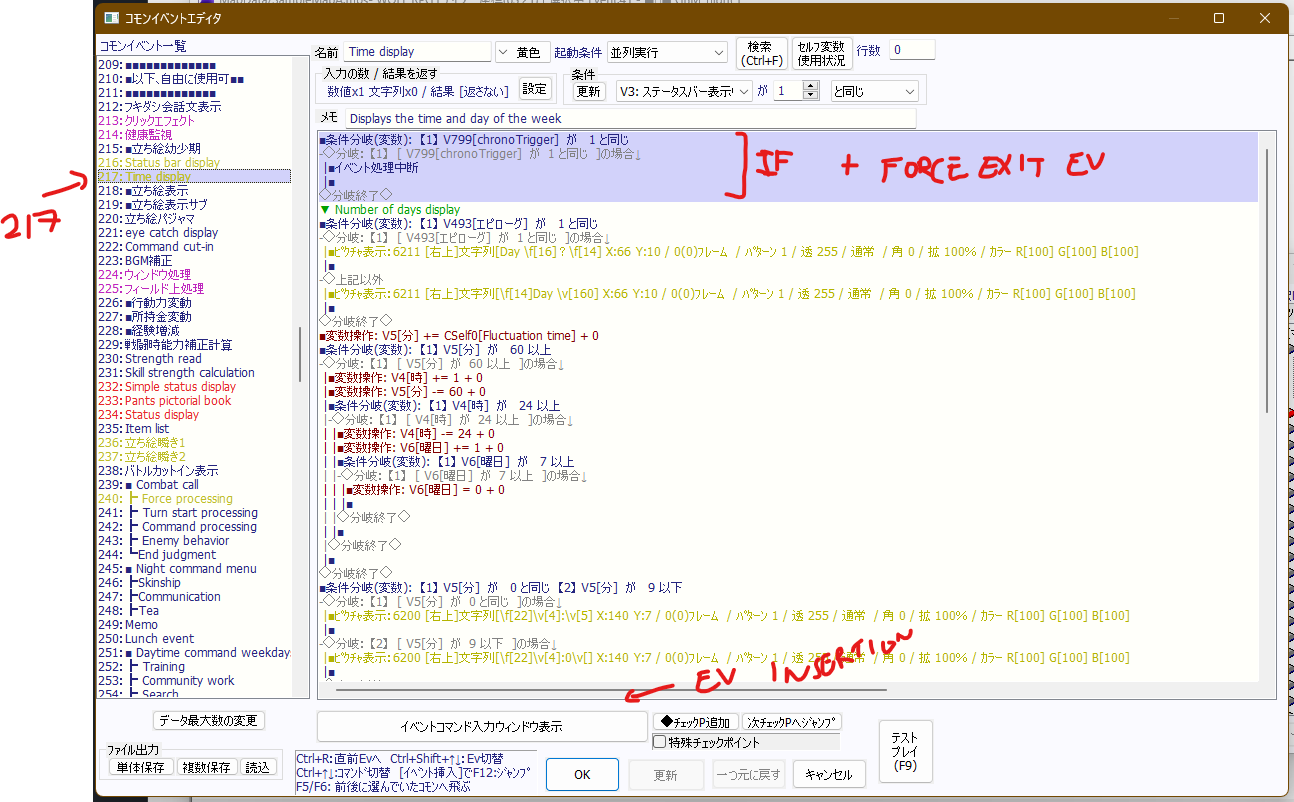 コモンイベントエディタ
コモンイベント一覧
209: ■■■■■■■■■■■■■
210: ■以下、自由に使用可■■
211: ■■■■■■■■■■■■■
212: フキダシ会話文表示
213: クリックエフェクト
214: 健康監視
215: ■立ち絵幼少期
216: Status bar display
217: Time display
218: ■立ち絵表示
219: ■立ち絵表示サブ
220: 立ち絵パジャマ
221: eye catch display
222: Command cut-in
223: BGM補正
224: ウィンドウ処理
225: フィールド上処理
226: ■行動力変動
227: ■所持金変動
228: ■経験増減
229: 戦闘時能力補正計算
230: Strength read
231: Skill strength calculation
232: Simple status display
233: Pants pictorial book
234: Status display
235: Item list
236: 立ち絵瞬き1
237: 立ち絵瞬き2
238: バトルカットイン表示
239: ■ Combat call
240: ┣ Force processing
241: ┣ Turn start processing
242: ┣ Command processing
243: ┣ Enemy behavior
244: ┗End judgment
245: ■ Night command menu
246: ┣Skinship
247: ┣Communication
248: ┣Tea
249: Memo
250: Lunch event
251: ■ Daytime command weekday
252: ┣ Training
253: ┣ Community work
254: ┣ Search
データ最大数の変更
ファイル出力
単体保存 複数保存 読込
名前 Time display 黄色 起動条件 並列実行 検索 (Ctrl+F) セルフ変数 使用状況 行数 0
入力の数 / 結果を返す
数値x1 文字列x0 / 結果 [返さない] 設定
条件
更新 V3: ステータスバー表示 が 1 と同じ
メモ Displays the time and day of the week
■条件分岐(変数): 【1】 V799[chronoTrigger] が 1 と同じ
-◇分岐: 【1】 [ V799[chronoTrigger] が 1 と同じ ]の場合↓
|■イベント処理中断
|■
◇分岐終了◇
▼ Number of days display
■条件分岐(変数): 【1】 V493[エピローグ] が 1 と同じ
-◇分岐: 【1】 [ V493[エピローグ] が 1 と同じ ]の場合↓
|■ﾋﾟｸﾁｬ表示: 6211 [右上]文字列[Day \f[16] ? \f[14] X:66 Y:10 / 0(0)ﾌﾚｰﾑ / ﾊﾟﾀｰﾝ 1 / 透 255 / 通常 / 角 0 / 拡 100% / ｶﾗｰ R[100] G[100] B[100]
|■
-◇上記以外
|■ﾋﾟｸﾁｬ表示: 6211 [右上]文字列[\f[14]Day \v[160] X:66 Y:10 / 0(0)ﾌﾚｰﾑ / ﾊﾟﾀｰﾝ 1 / 透 255 / 通常 / 角 0 / 拡 100% / ｶﾗｰ R[100] G[100] B[100]
|■
◇分岐終了◇
■変数操作: V5[分] += CSelf0[Fluctuation time] + 0
■条件分岐(変数): 【1】 V5[分] が 60 以上
-◇分岐: 【1】 [ V5[分] が 60 以上 ]の場合↓
|■変数操作: V4[時] += 1 + 0
|■変数操作: V5[分] -= 60 + 0
|■条件分岐(変数): 【1】 V4[時] が 24 以上
|-◇分岐: 【1】 [ V4[時] が 24 以上 ]の場合↓
| |■変数操作: V4[時] -= 24 + 0
| |■変数操作: V6[曜日] += 1 + 0
| |■条件分岐(変数): 【1】 V6[曜日] が 7 以上
| |-◇分岐: 【1】 [ V6[曜日] が 7 以上 ]の場合↓
| | |■変数操作: V6[曜日] = 0 + 0
| | |■
| |◇分岐終了◇
| |■
|◇分岐終了◇
|■
◇分岐終了◇
■条件分岐(変数): 【1】 V5[分] が 0 と同じ 【2】 V5[分] が 9 以下
-◇分岐: 【1】 [ V5[分] が 0 と同じ ]の場合↓
|■ﾋﾟｸﾁｬ表示: 6200 [右上]文字列[\f[22]\v[4]:\v[5] X:140 Y:7 / 0(0)ﾌﾚｰﾑ / ﾊﾟﾀｰﾝ 1 / 透 255 / 通常 / 角 0 / 拡 100% / ｶﾗｰ R[100] G[100] B[100]
|■
-◇分岐: 【2】 [ V5[分] が 9 以下 ]の場合↓
|■ﾋﾟｸﾁｬ表示: 6200 [右上]文字列[\f[22]\v[4]:0\v[] X:140 Y:7 / 0(0)ﾌﾚｰﾑ / ﾊﾟﾀｰﾝ 1 / 透 255 / 通常 / 角 0 / 拡 100% / ｶﾗｰ R[100] G[100] B[100]
|■
イベントコマンド入力ウィンドウ表示
◆チェックP追加 次チェックPへｼﾞｬﾝﾌﾟ
特殊チェックポイント
テスト プレイ (F9)
Ctrl+R:直前Evへ Ctrl+Shift+↑↓: Ev切替
Ctrl+↑↓:ｺﾏﾝﾄﾞ切替 [イベント挿入]でF12:ｼﾞｬﾝﾌﾟ
F5/F6: 前後に選んでいたコモンへ飛ぶ
OK 更新 一つ元に戻す キャンセル
217
IF + FORCE EXIT EV
EV INSERTION